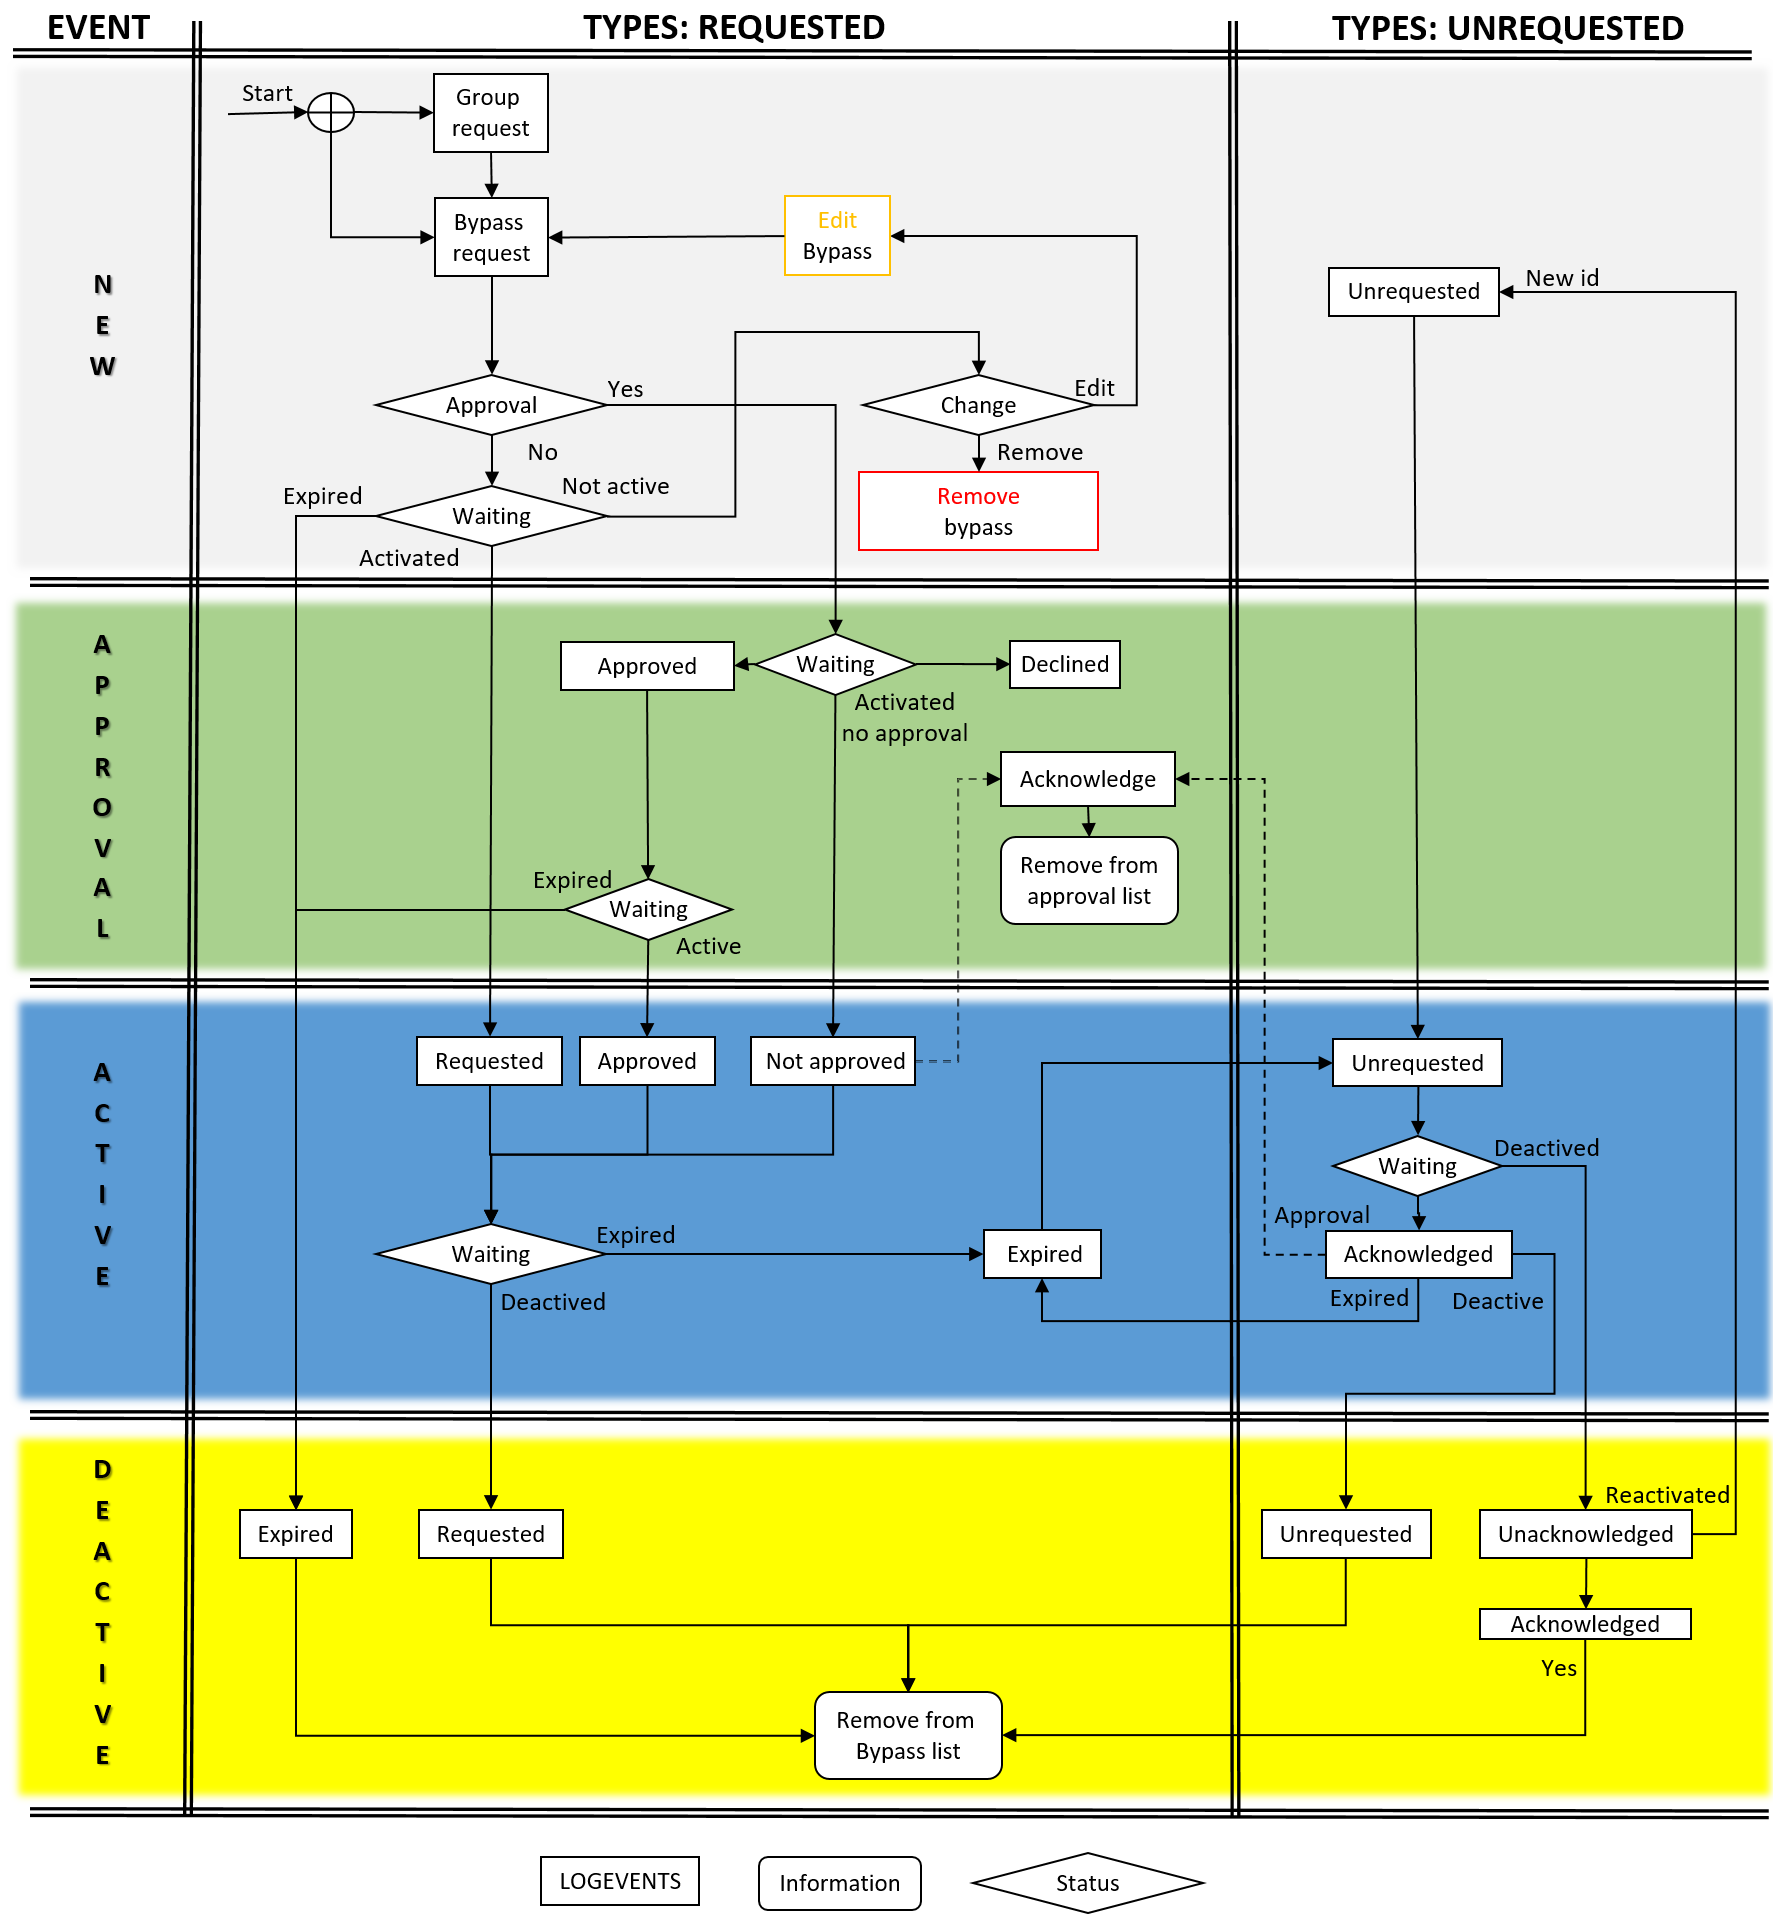 EVENT
TYPES: REQUESTED
TYPES: UNREQUESTED
N
E
W
Start
Group
request
Bypass
request
Edit
Bypass
Unrequested
New id
Approval
Yes
Change
Edit
No
Remove
Expired
Waiting
Not active
Remove
bypass
Activated
A
P
P
R
O
V
A
L
Approved
Waiting
Declined
Activated
no approval
Acknowledge
Remove from
approval list
Expired
Waiting
Active
A
C
T
I
V
E
Requested
Approved
Not approved
Unrequested
Waiting
Deactived
Approval
Waiting
Expired
Expired
Acknowledged
Deactived
Expired
Deactive
D
E
A
C
T
I
V
E
Reactivated
Expired
Requested
Unrequested
Unacknowledged
Acknowledged
Yes
Remove from
Bypass list
LOGEVENTS
Information
Status